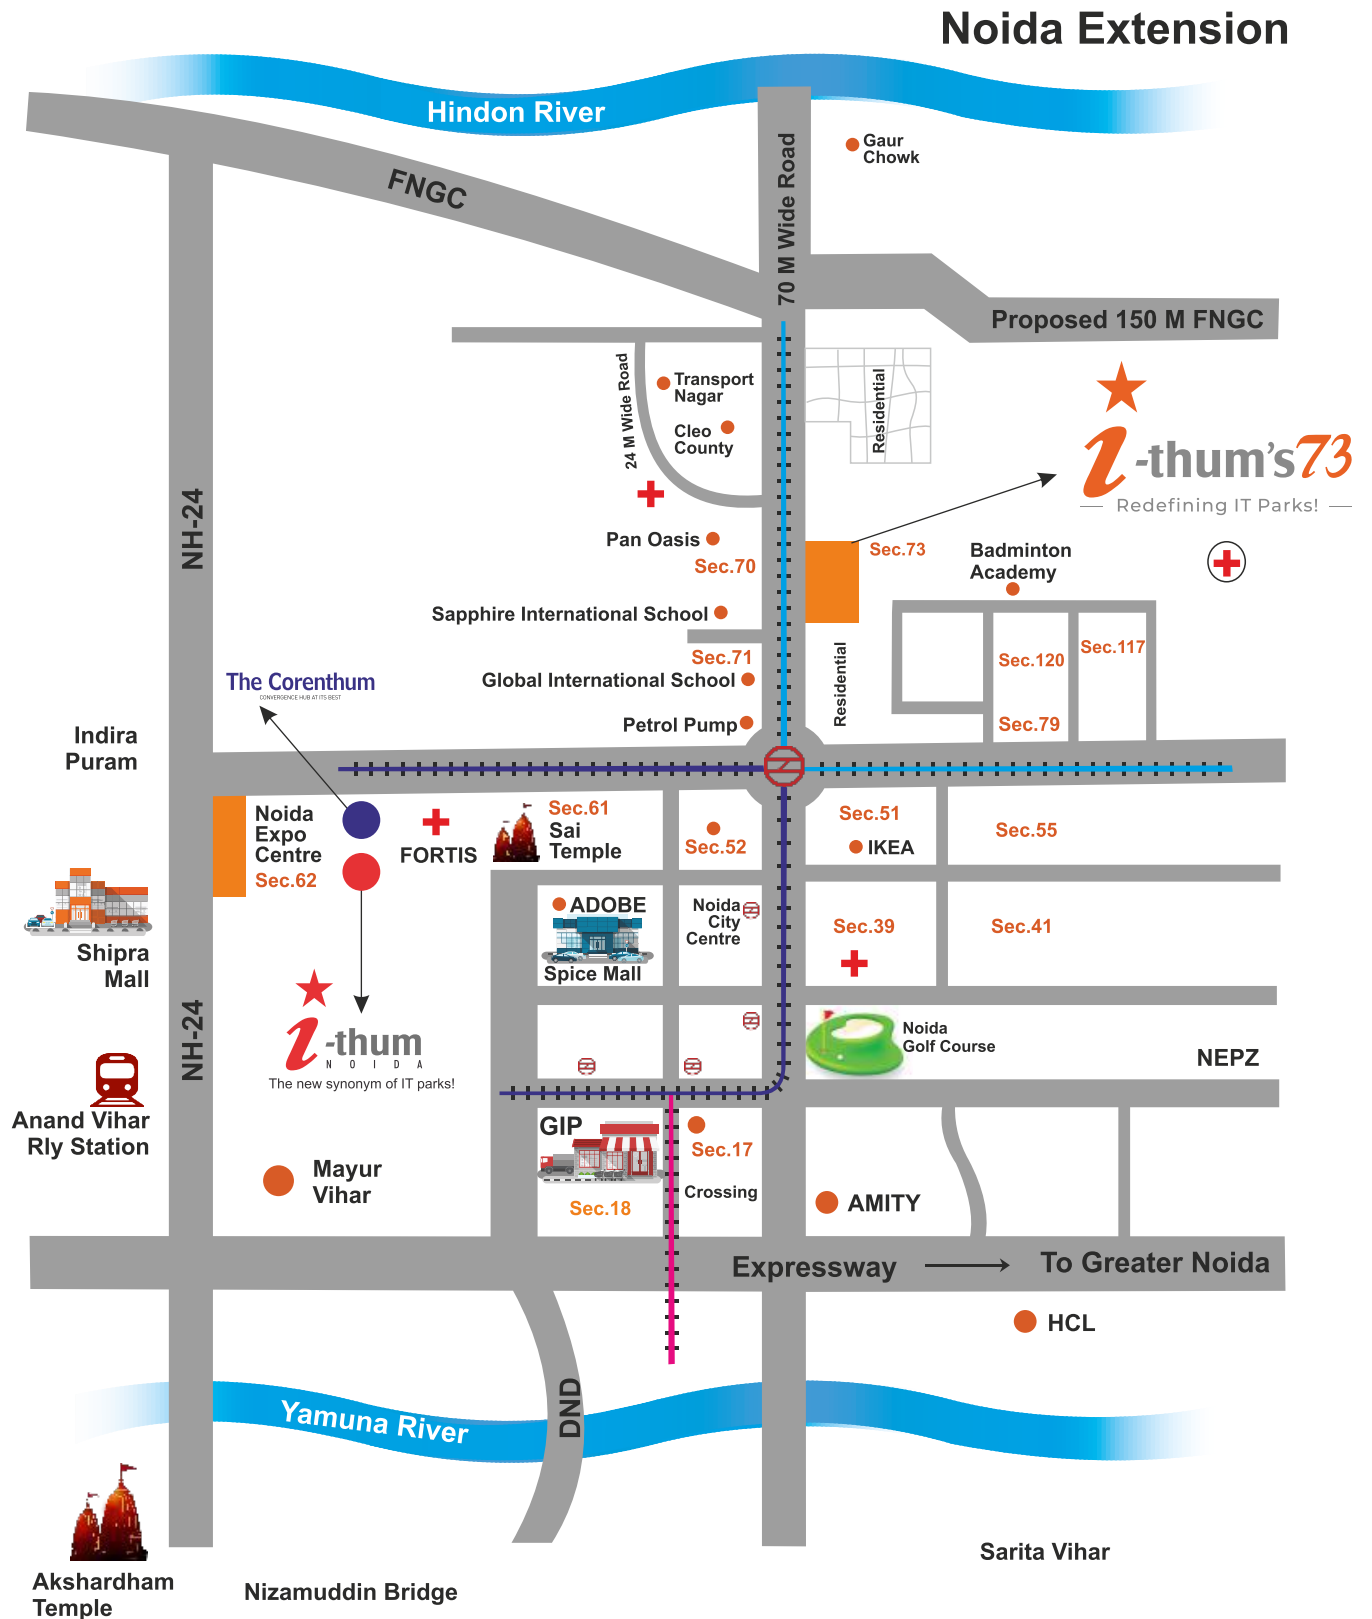 Noida Extension
Hindon River
Gaur
Chowk
FNGC
70 M Wide Road
Proposed 150 M FNGC
24 M Wide Road
Transport
Nagar
Cleo
County
Residential
i-thum's73
Redefining IT Parks!
NH-24
Pan Oasis
Sec.70
Sec.73
Badminton
Academy
Sapphire International School
Sec.71
Global International School
Petrol Pump
Residential
Sec.120
Sec.117
Sec.79
The Corenthum
CONVERGENCE HUB AT ITS BEST
Indira
Puram
Noida
Expo
Centre
Sec.62
FORTIS
Sec.61
Sai
Temple
Sec.52
Sec.51
IKEA
Sec.55
Shipra
Mall
ADOBE
Spice Mall
Noida
City
Centre
Sec.39
Sec.41
NH-24
i-thum
NOIDA
The new synonym of IT parks!
Noida
Golf Course
NEPZ
Anand Vihar
Rly Station
Mayur
Vihar
GIP
Sec.18
Sec.17
Crossing
AMITY
Expressway
To Greater Noida
HCL
DND
Yamuna River
Akshardham
Temple
Nizamuddin Bridge
Sarita Vihar